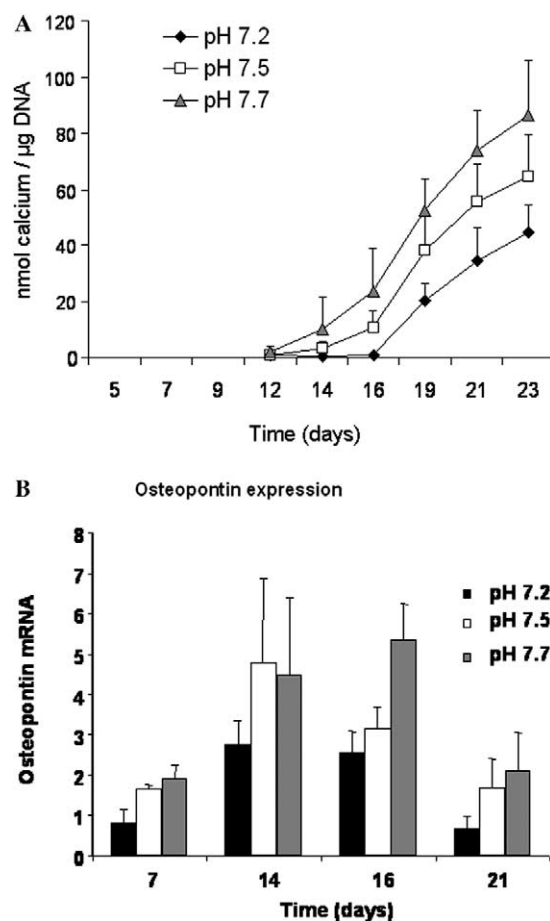 A
120
100
80
60
40
20
0
nmol calcium / µg DNA
pH 7.2
pH 7.5
pH 7.7
5 7 9 12 14 16 19 21 23
Time (days)
B Osteopontin expression
8
7
6
5
4
3
2
1
0
Osteopontin mRNA
pH 7.2
pH 7.5
pH 7.7
7 14 16 21
Time (days)